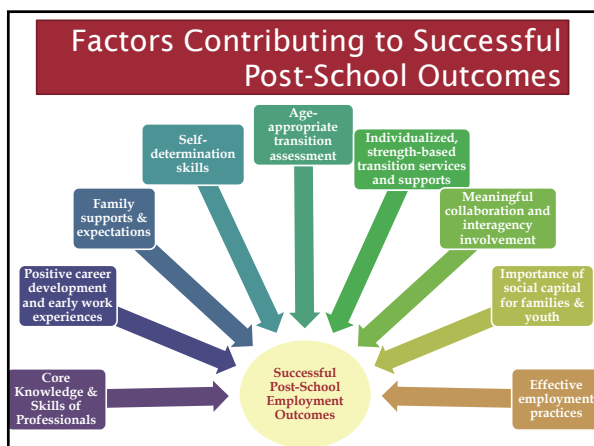 Factors Contributing to Successful
Post-School Outcomes
Core
Knowledge &
Skills of
Professionals
Positive career
development
and early work
experiences
Family
supports &
expectations
Self-
determination
skills
Age-
appropriate
transition
assessment
Individualized,
strength-based
transition services
and supports
Meaningful
collaboration and
interagency
involvement
Importance of
social capital
for families &
youth
Effective
employment
practices
Successful
Post-School
Employment
Outcomes